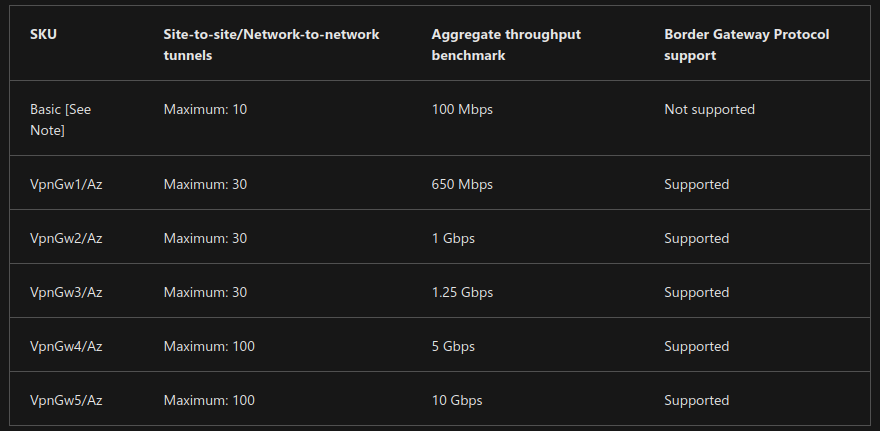 SKU
Site-to-site/Network-to-network
tunnels
Aggregate throughput
benchmark
Border Gateway Protocol
support
Basic [See
Note]
Maximum: 10
100 Mbps
Not supported
VpnGw1/Az
Maximum: 30
650 Mbps
Supported
VpnGw2/Az
Maximum: 30
1 Gbps
Supported
VpnGw3/Az
Maximum: 30
1.25 Gbps
Supported
VpnGw4/Az
Maximum: 100
5 Gbps
Supported
VpnGw5/Az
Maximum: 100
10 Gbps
Supported